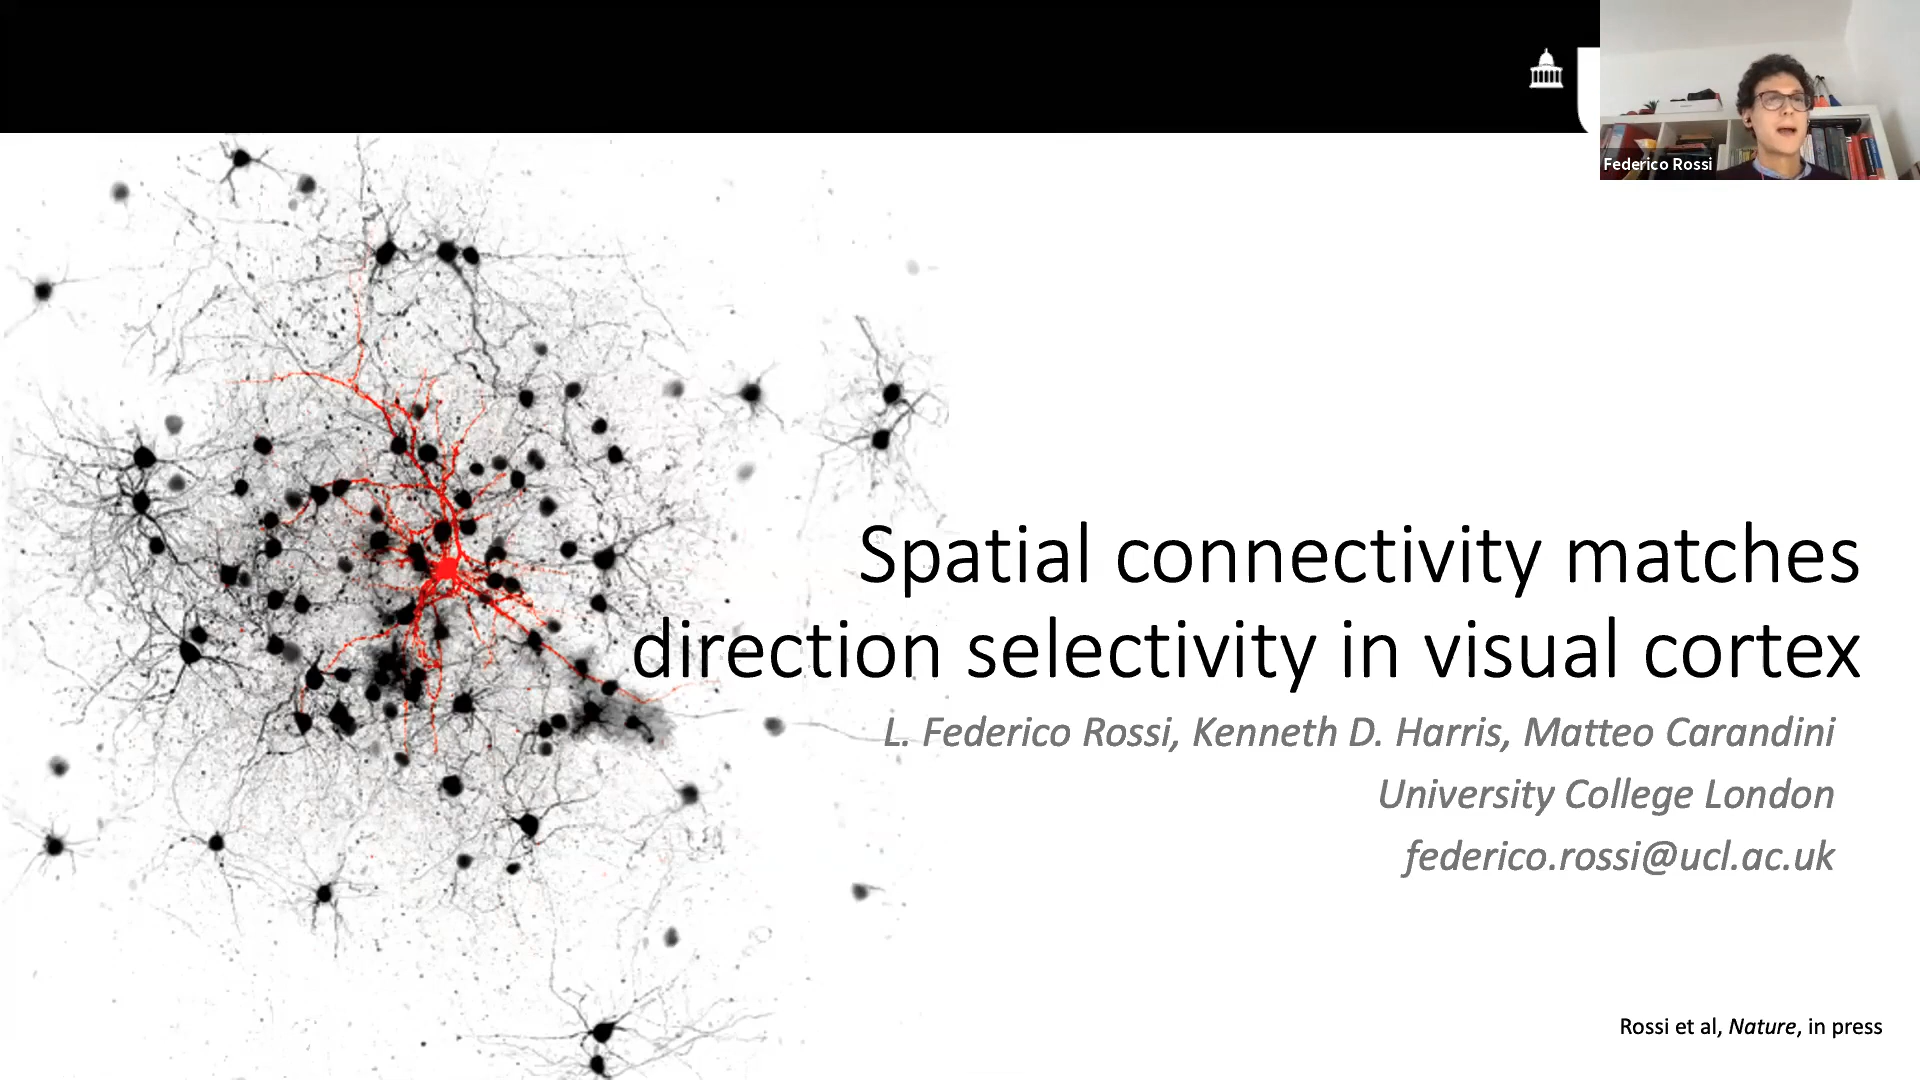 Federico Rossi
Spatial connectivity matches
direction selectivity in visual cortex
L. Federico Rossi, Kenneth D. Harris, Matteo Carandini
University College London
federico.rossi@ucl.ac.uk
Rossi et al, Nature, in press